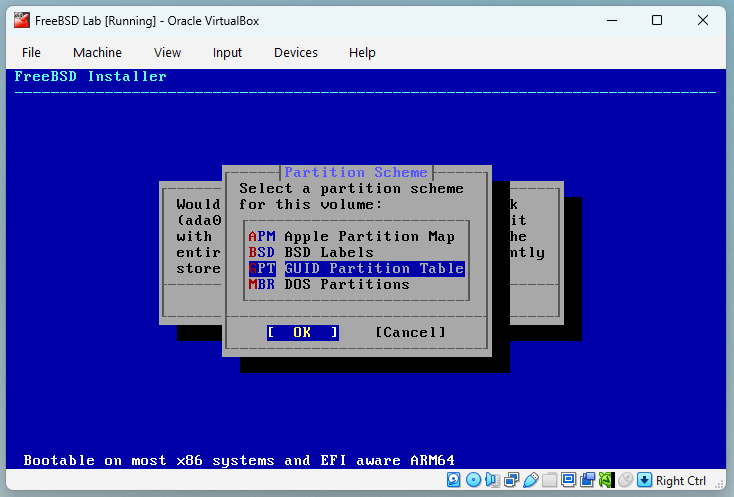 FreeBSD Lab [Running] - Oracle VirtualBox
File Machine View Input Devices Help
FreeBSD Installer
Partition Scheme
Select a partition scheme
for this volume:
Would
(ada0
with
entir
store
k
it
he
ntly
APM Apple Partition Map
BSD BSD Labels
GPT GUID Partition Table
MBR DOS Partitions
[ OK ] [Cancel]
Bootable on most x86 systems and EFI aware ARM64
Right Ctrl